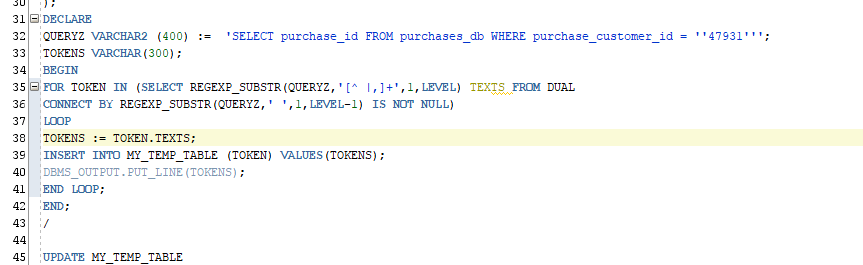 30 );
31 DECLARE
32 QUERYZ VARCHAR2 (400) := 'SELECT purchase_id FROM purchases_db WHERE purchase_customer_id = ''47931''';
33 TOKENS VARCHAR(300);
34 BEGIN
35 FOR TOKEN IN (SELECT REGEXP_SUBSTR(QUERYZ,'[^ |,]+',1,LEVEL) TEXTS FROM DUAL
36 CONNECT BY REGEXP_SUBSTR(QUERYZ,' ',1,LEVEL-1) IS NOT NULL)
37 LOOP
38 TOKENS := TOKEN.TEXTS;
39 INSERT INTO MY_TEMP_TABLE (TOKEN) VALUES(TOKENS);
40 DBMS_OUTPUT.PUT_LINE(TOKENS);
41 END LOOP;
42 END;
43 /
44
45 UPDATE MY_TEMP_TABLE